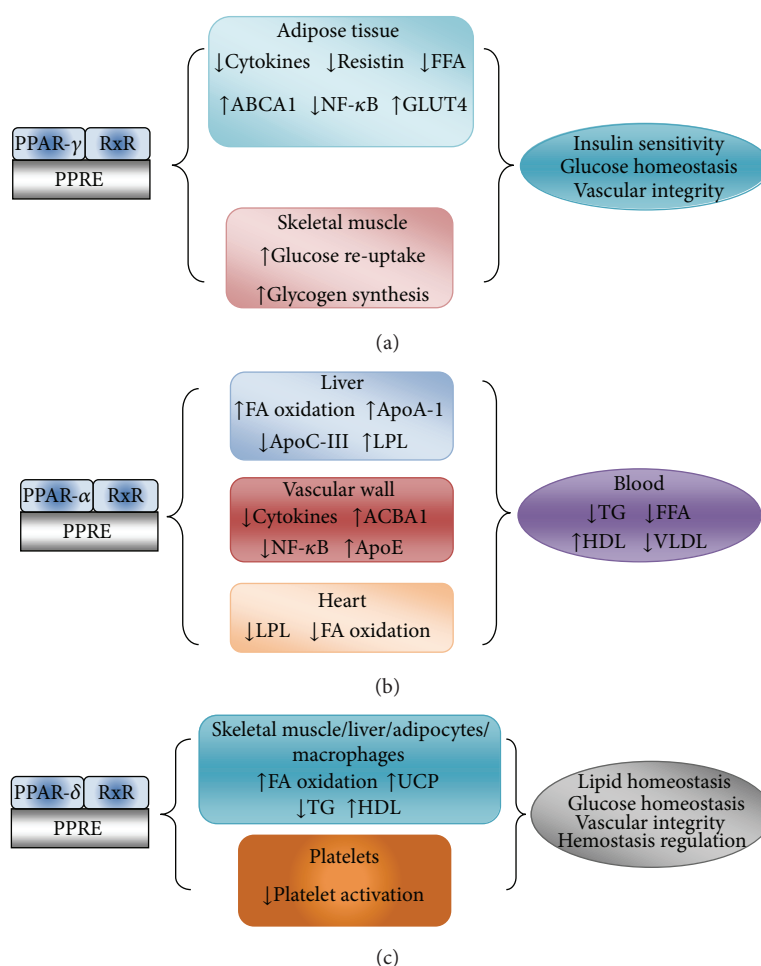 Adipose tissue
↓Cytokines ↓Resistin ↓FFA
↑ABCA1 ↓NF-κB ↑GLUT4
PPAR-γ RxR
PPRE
Insulin sensitivity
Glucose homeostasis
Vascular integrity
Skeletal muscle
↑Glucose re-uptake
↑Glycogen synthesis
(a)
Liver
↑FA oxidation ↑ApoA-1
↓ApoC-III ↑LPL
PPAR-α RxR
PPRE
Vascular wall
↓Cytokines ↑ACBA1
↓NF-κB ↑ApoE
Blood
↓TG ↓FFA
↑HDL ↓VLDL
Heart
↓LPL ↓FA oxidation
(b)
Skeletal muscle/liver/adipocytes/
macrophages
↑FA oxidation ↑UCP
↓TG ↑HDL
PPAR-δ RxR
PPRE
Lipid homeostasis
Glucose homeostasis
Vascular integrity
Hemostasis regulation
Platelets
↓Platelet activation
(c)